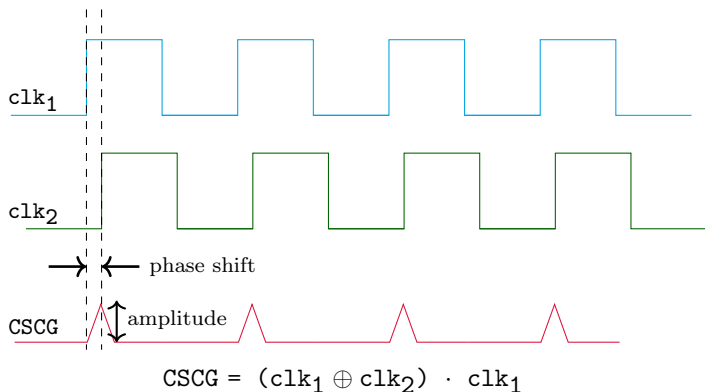 clk₁
clk₂
phase shift
amplitude
CSCG
CSCG = (clk₁ ⊕ clk₂) · clk₁